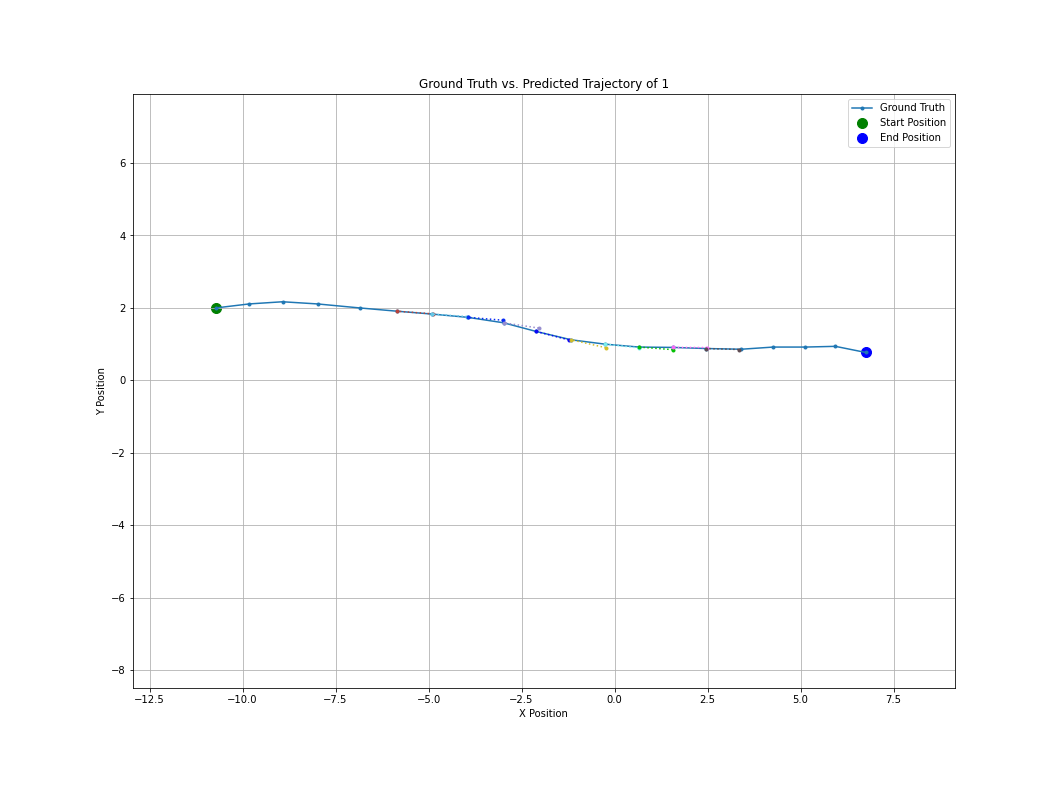 Ground Truth vs. Predicted Trajectory of 1
Ground Truth
Start Position
End Position
6
4
2
0
−2
−4
−6
−8
Y Position
−12.5 −10.0 −7.5 −5.0 −2.5 0.0 2.5 5.0 7.5
X Position